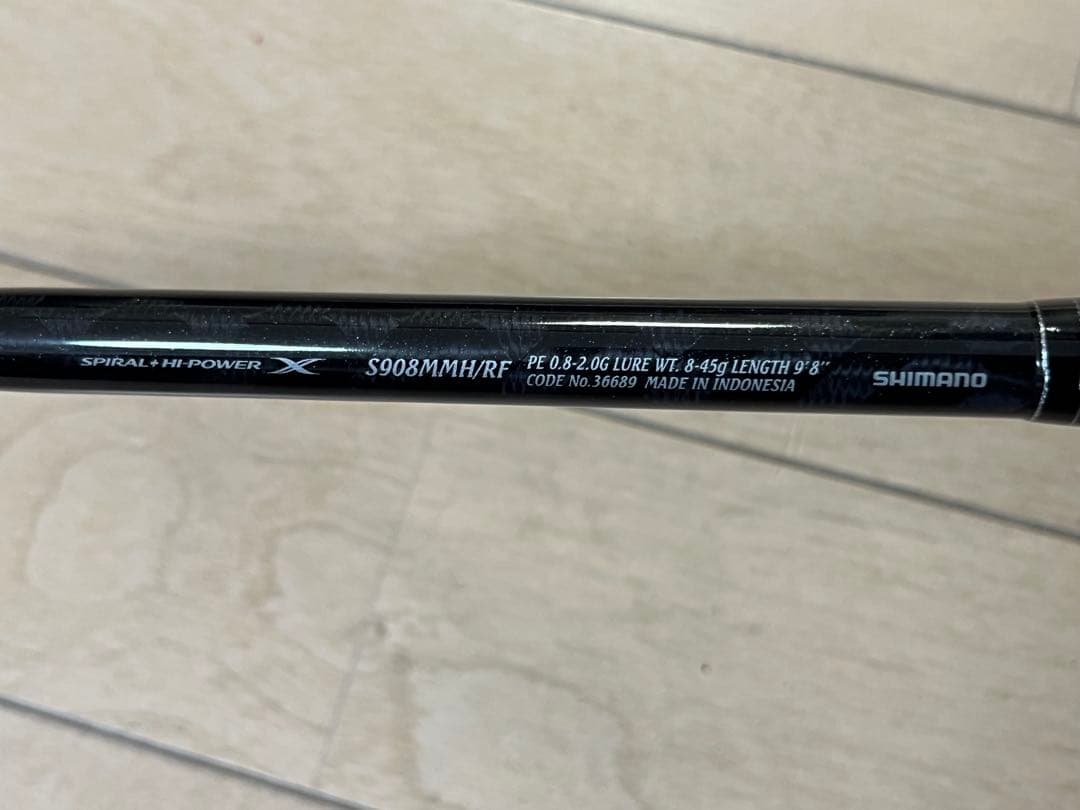 SPIRAL+HI-POWER X S908MMH/RF
PE 0.8-2.0G LURE WT. 8-45g LENGTH 9'8"
CODE No.36689 MADE IN INDONESIA
SHIMANO